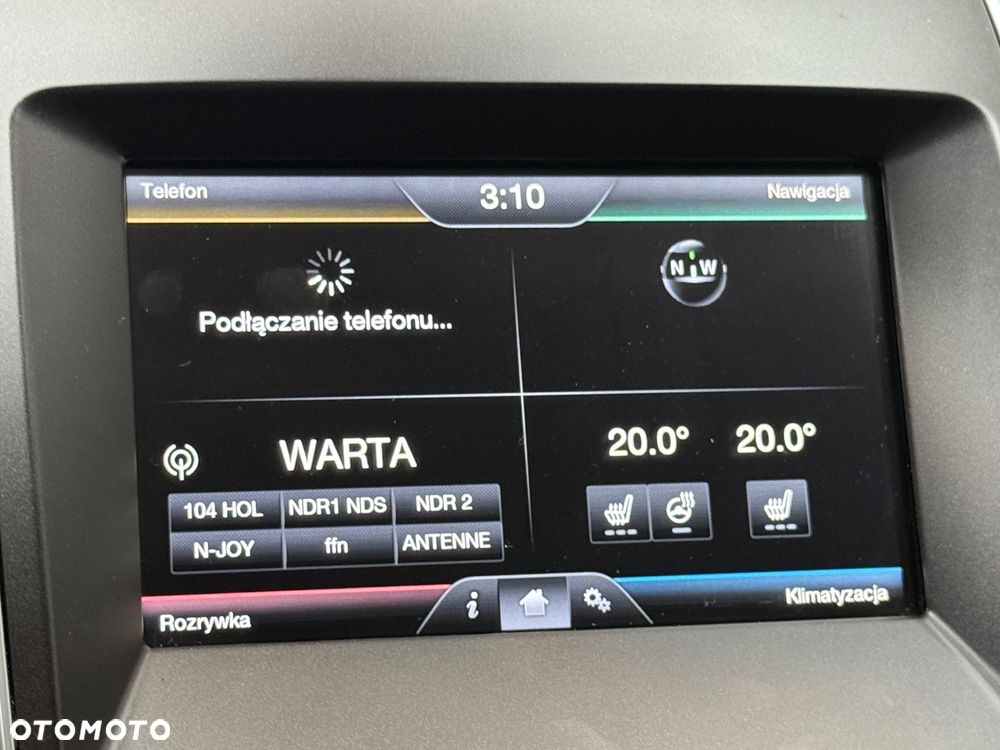 Telefon
3:10
Nawigacja
Podłączanie telefonu...
N W
WARTA
20.0° 20.0°
104 HOL NDR1 NDS NDR 2
N-JOY ffn ANTENNE
Rozrywka
i
Klimatyzacja
OTOMOTO